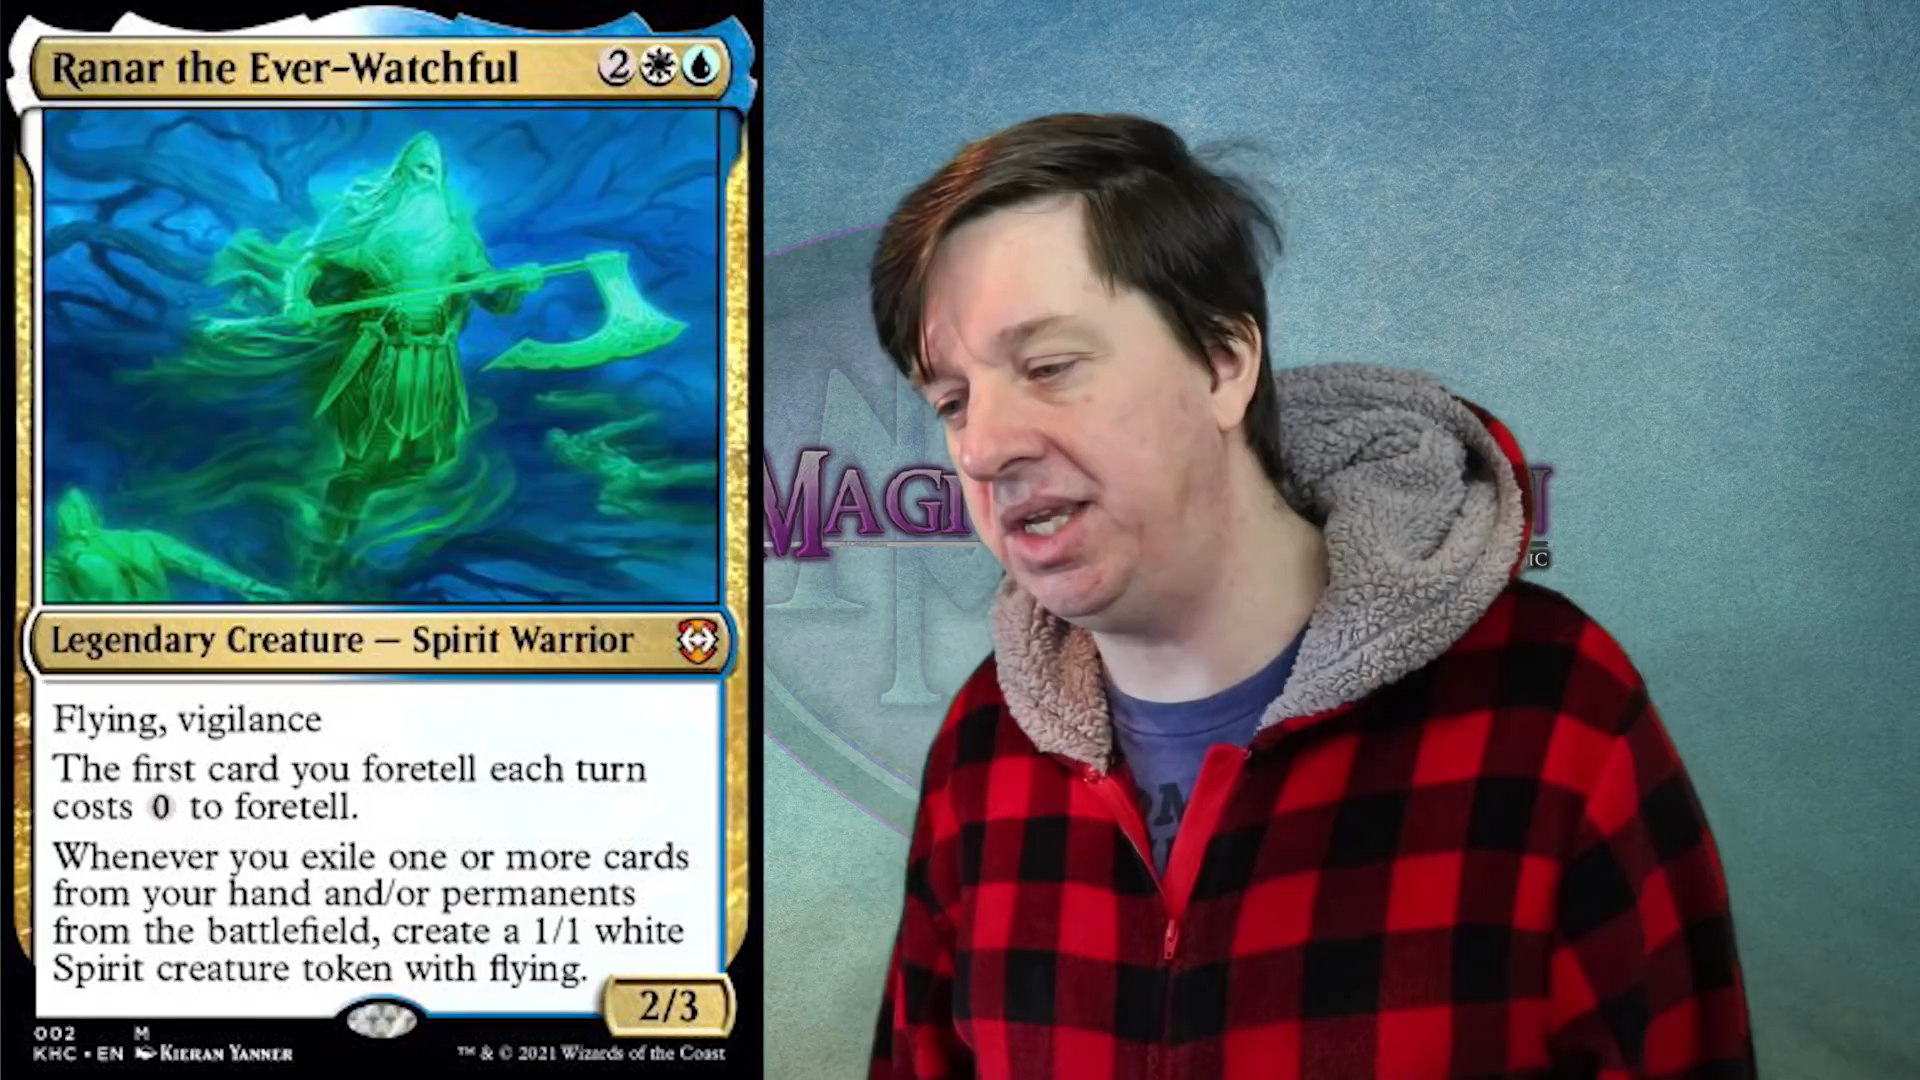 Ranar the Ever-Watchful 2
Legendary Creature — Spirit Warrior
Flying, vigilance
The first card you foretell each turn
costs 0 to foretell.
Whenever you exile one or more cards
from your hand and/or permanents
from the battlefield, create a 1/1 white
Spirit creature token with flying.
2/3
002 M
KHC • EN KIERAN YANNER
™ & © 2021 Wizards of the Coast